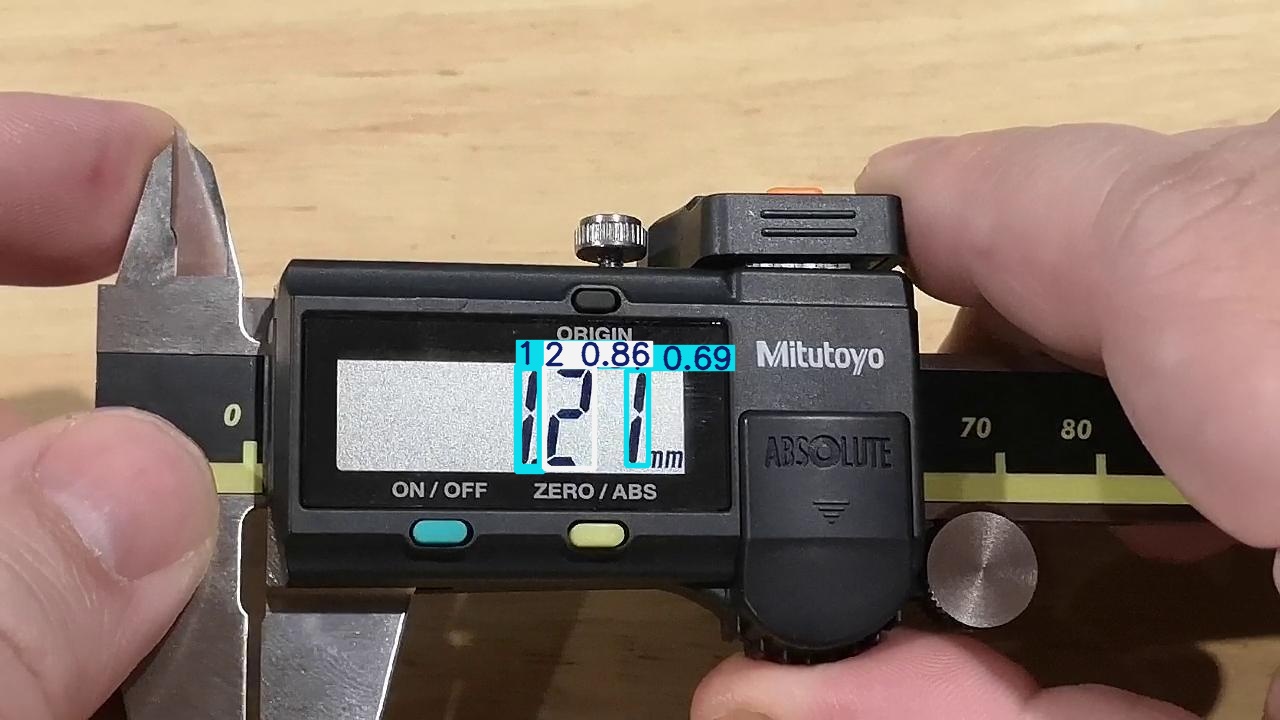 ORIGIN
1 2 0.86 0.69
Mitutoyo
121 mm
0
70 80
ABSOLUTE
ON / OFF ZERO / ABS